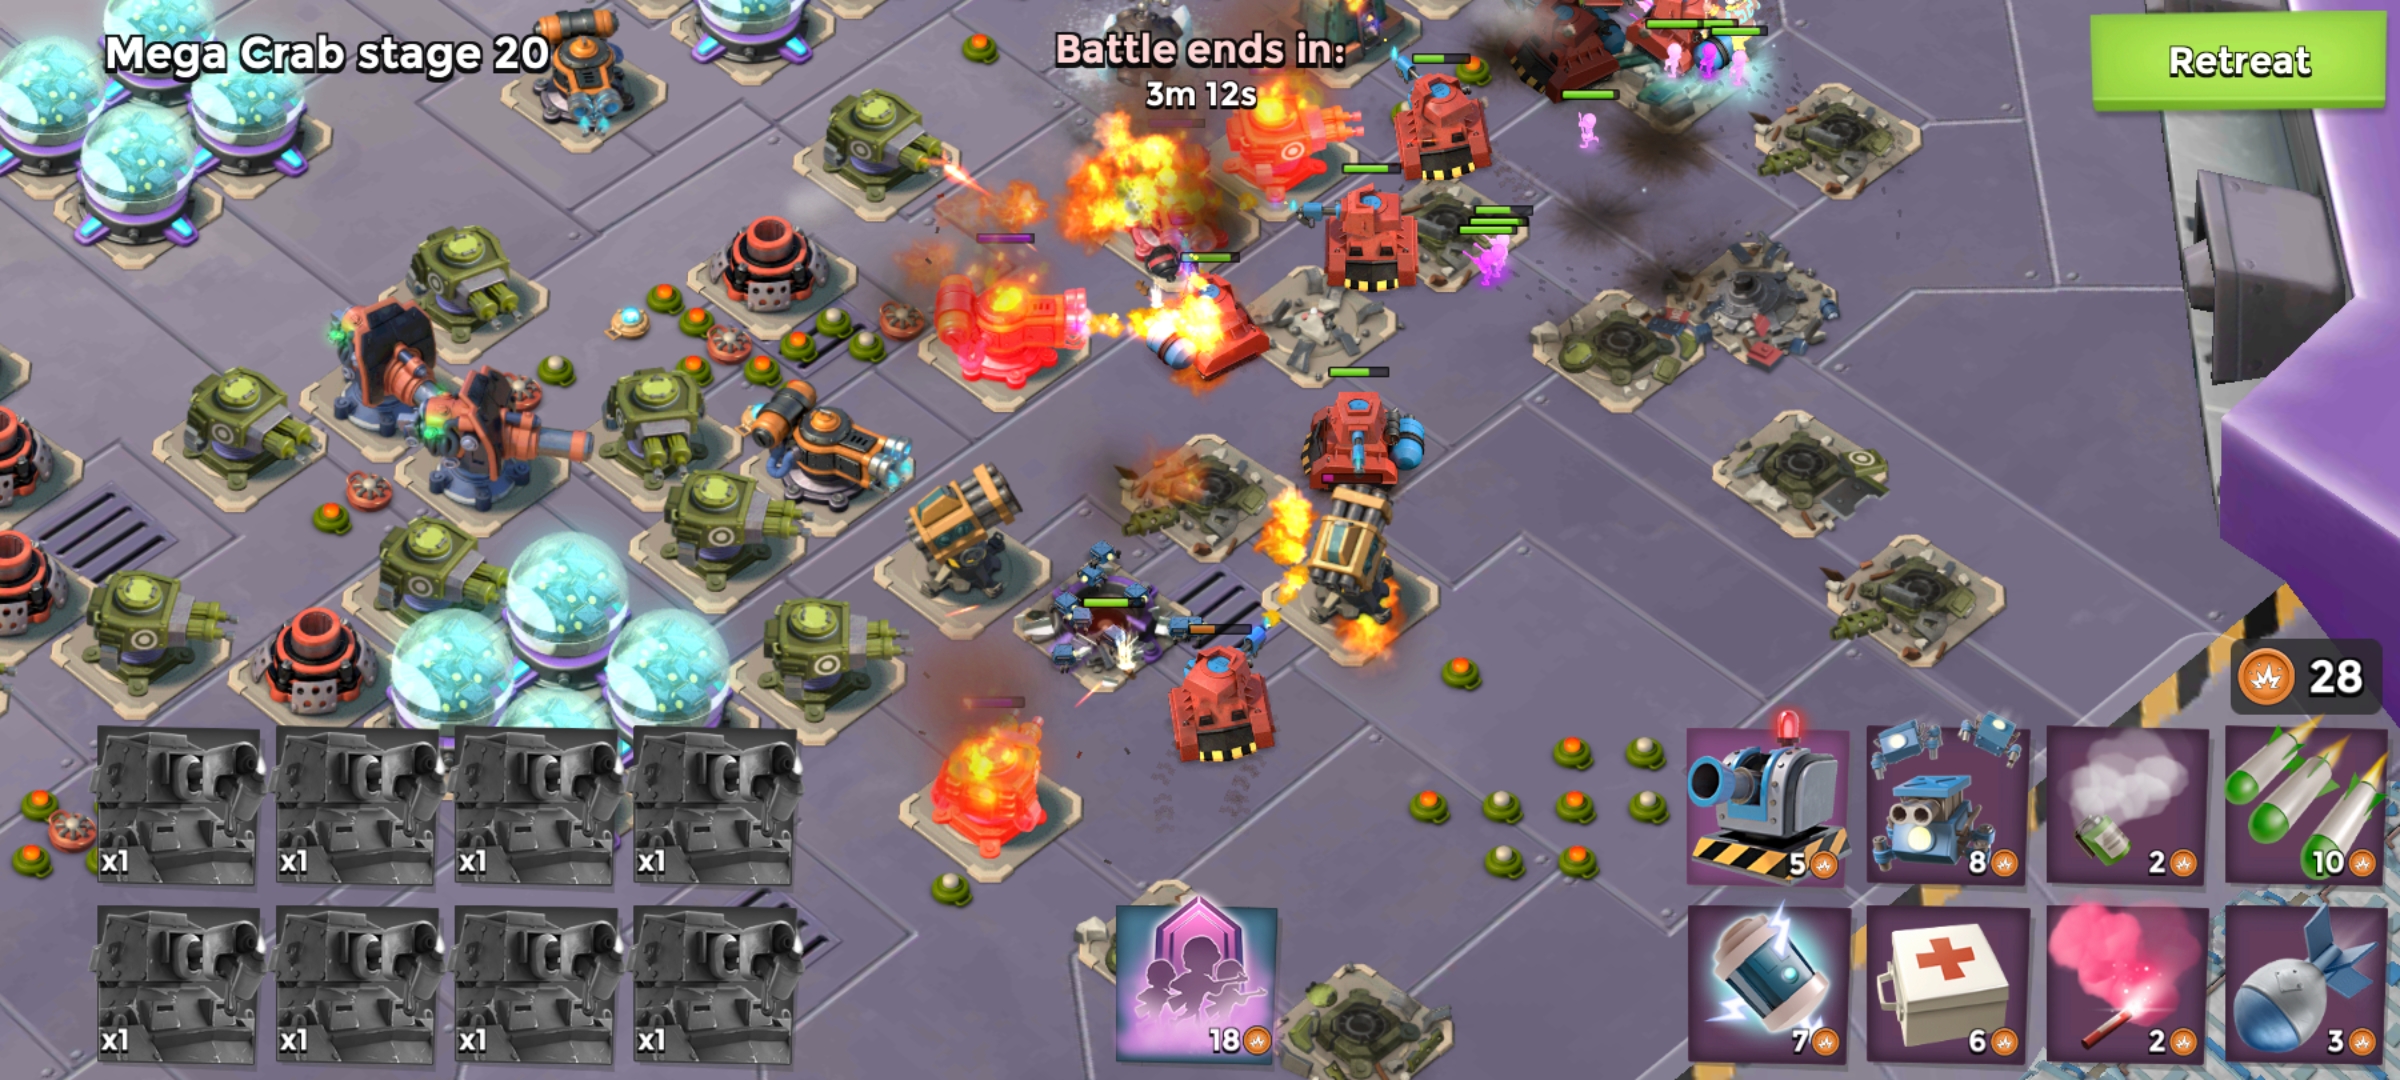 Mega Crab stage 20
Battle ends in:
3m 12s
Retreat
28
x1 x1 x1 x1
5 8 2 10
x1 x1 x1 x1
18
7 6 2 3